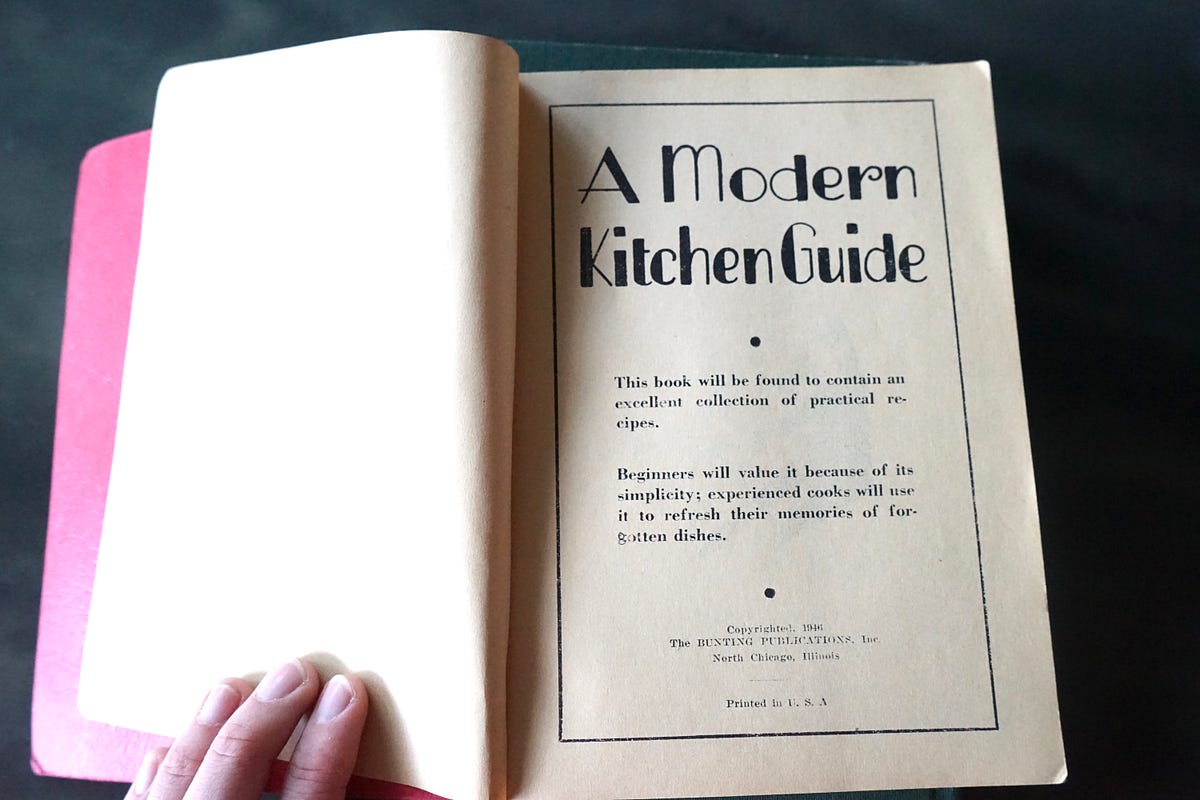 A Modern
Kitchen Guide
This book will be found to contain an
excellent collection of practical re-
cipes.
Beginners will value it because of its
simplicity; experienced cooks will use
it to refresh their memories of for-
gotten dishes.
Copyrighted, 1946
The BUNTING PUBLICATIONS, Inc.
North Chicago, Illinois
Printed in U. S. A